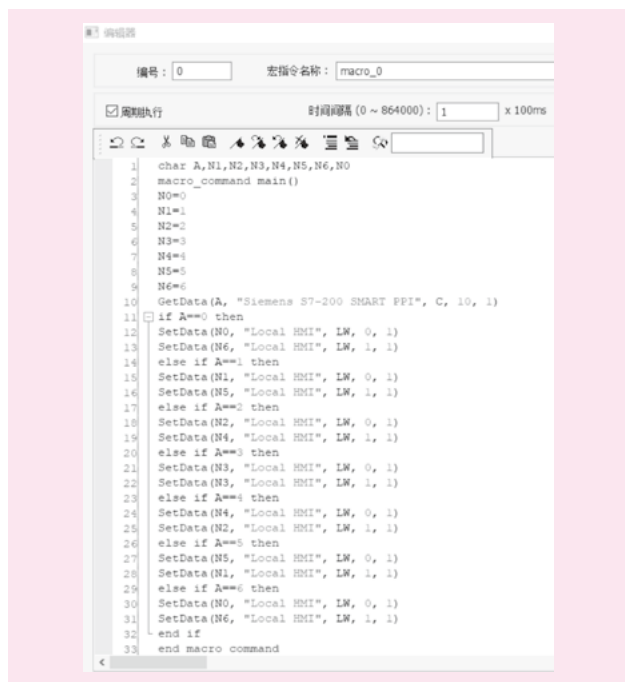 编辑器
编号： 0 宏指令名称： macro_0
周期执行 时间间隔 (0 ~ 864000)： 1 x 100ms
1 char A,N1,N2,N3,N4,N5,N6,N0
2 macro_command main()
3 N0=0
4 N1=1
5 N2=2
6 N3=3
7 N4=4
8 N5=5
9 N6=6
10 GetData(A, "Siemens S7-200 SMART PPI", C, 10, 1)
11 if A==0 then
12 SetData(N0, "Local HMI", LW, 0, 1)
13 SetData(N6, "Local HMI", LW, 1, 1)
14 else if A==1 then
15 SetData(N1, "Local HMI", LW, 0, 1)
16 SetData(N5, "Local HMI", LW, 1, 1)
17 else if A==2 then
18 SetData(N2, "Local HMI", LW, 0, 1)
19 SetData(N4, "Local HMI", LW, 1, 1)
20 else if A==3 then
21 SetData(N3, "Local HMI", LW, 0, 1)
22 SetData(N3, "Local HMI", LW, 1, 1)
23 else if A==4 then
24 SetData(N4, "Local HMI", LW, 0, 1)
25 SetData(N2, "Local HMI", LW, 1, 1)
26 else if A==5 then
27 SetData(N5, "Local HMI", LW, 0, 1)
28 SetData(N1, "Local HMI", LW, 1, 1)
29 else if A==6 then
30 SetData(N0, "Local HMI", LW, 0, 1)
31 SetData(N6, "Local HMI", LW, 1, 1)
32 end if
33 end macro_command